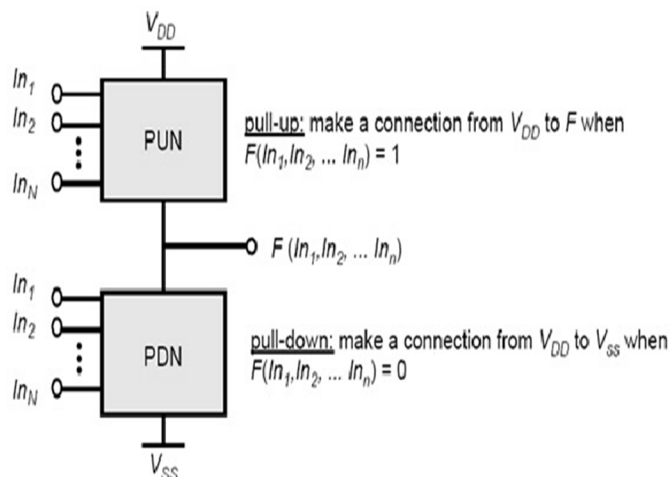 V_DD
In_1
In_2
In_N
PUN
pull-up: make a connection from V_DD to F when
F(In_1,In_2, ... In_n) = 1
F (In_1,In_2, ... In_n)
In_1
In_2
In_N
PDN
pull-down: make a connection from V_DD to V_ss when
F(In_1,In_2, ... In_n) = 0
V_SS